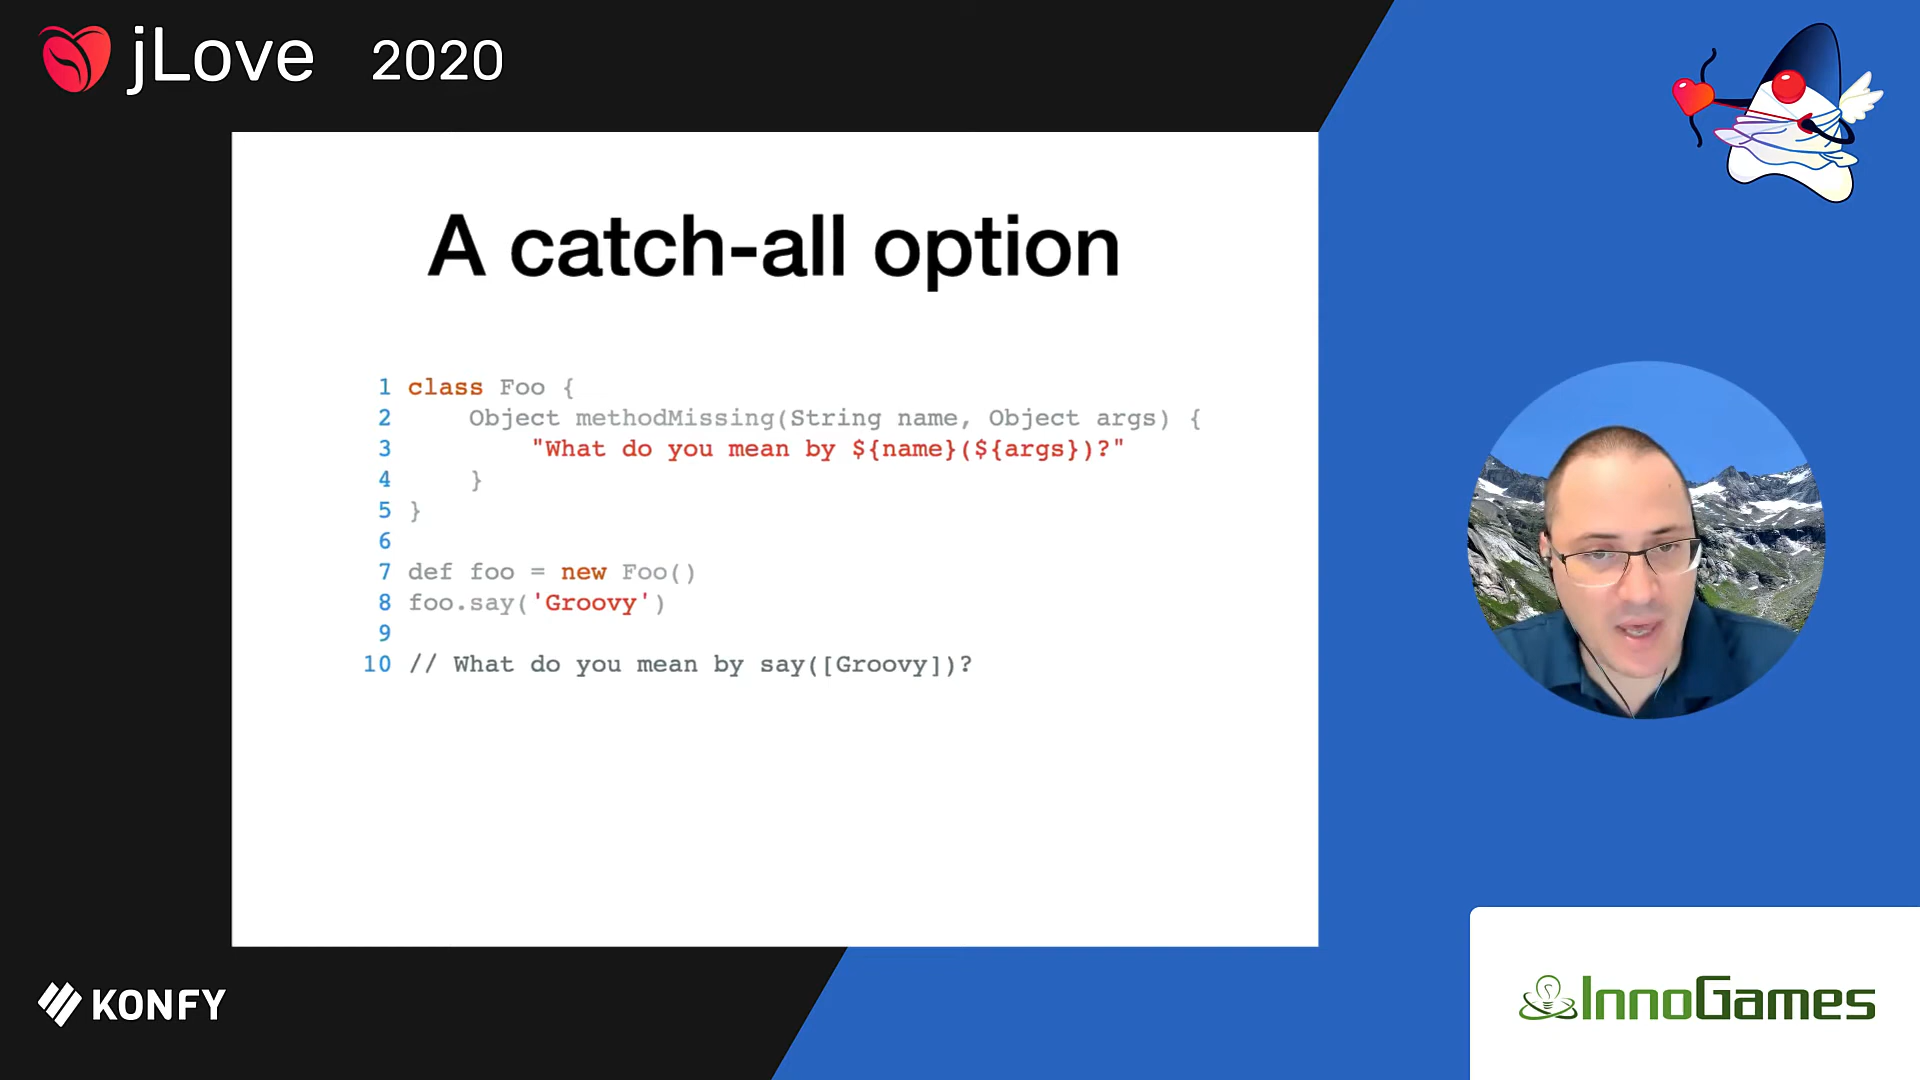 jLove 2020
A catch-all option
1 class Foo {
2     Object methodMissing(String name, Object args) {
3         "What do you mean by ${name}(${args})?"
4     }
5 }
6
7 def foo = new Foo()
8 foo.say('Groovy')
9
10 // What do you mean by say([Groovy])?
KONFY
InnoGames